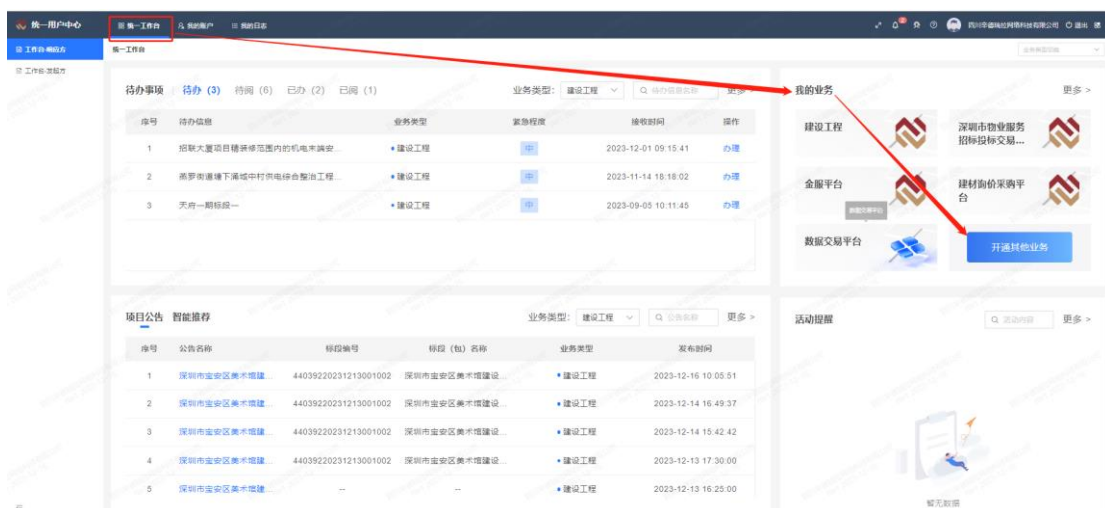 统一用户中心
统一工作台
我的账户
我的日志
退出
工作台-响应方
统一工作台
工作台-发起方
待办事项 待办 (3) 待阅 (6) 已办 (2) 已阅 (1) 业务类型： 建设工程 待办信息名称 更多 >
序号 待办信息 业务类型 紧急程度 接收时间 操作
1 招联大厦项目精装修范围内的机电末端安... 建设工程 中 2023-12-01 09:15:41 办理
2 燕罗街道塘下涌城中村供电综合整治工程... 建设工程 中 2023-11-14 18:18:02 办理
3 天府一期标段一 建设工程 中 2023-09-05 10:11:45 办理
我的业务 更多 >
建设工程
深圳市物业服务
招标投标交易...
金服平台
建材询价采购平
台
数据交易平台
数据交易平台
开通其他业务
项目公告 智能推荐 业务类型： 建设工程 公告名称 更多 >
序号 公告名称 标段编号 标段（包）名称 业务类型 发布时间
1 深圳市宝安区美术馆建... 44039220231213001002 深圳市宝安区美术馆建设... 建设工程 2023-12-16 10:05:51
2 深圳市宝安区美术馆建... 44039220231213001002 深圳市宝安区美术馆建设... 建设工程 2023-12-14 16:49:37
3 深圳市宝安区美术馆建... 44039220231213001002 深圳市宝安区美术馆建设... 建设工程 2023-12-14 15:42:42
4 深圳市宝安区美术馆建... 44039220231213001002 深圳市宝安区美术馆建设... 建设工程 2023-12-13 17:30:00
5 深圳市宝安区美术馆建... -- -- 建设工程 2023-12-13 16:25:00
活动提醒 活动内容 更多 >
暂无数据